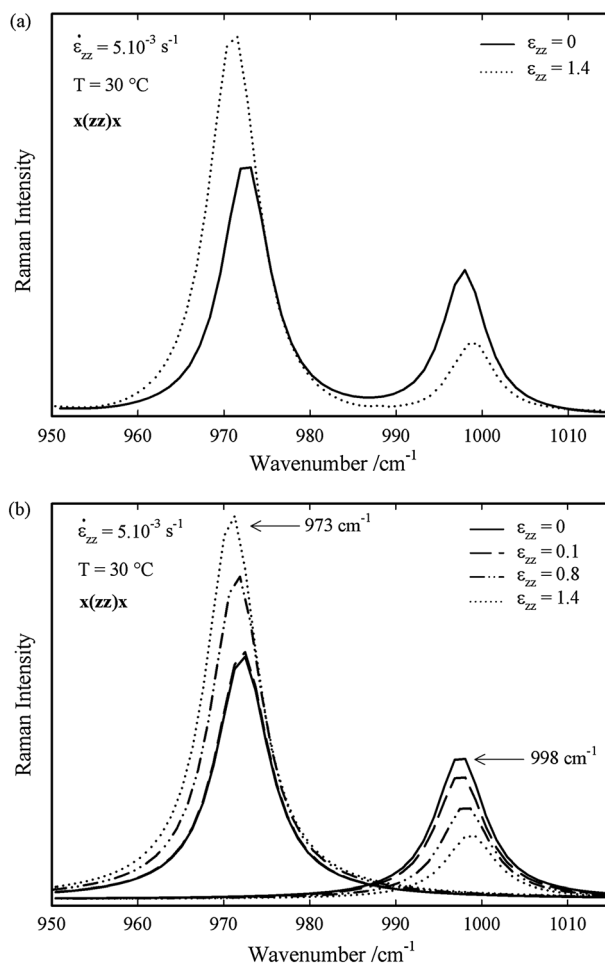 (a)
ε̇zz = 5.10⁻³ s⁻¹
T = 30 °C
x(zz)x
εzz = 0
εzz = 1.4
Raman Intensity
950 960 970 980 990 1000 1010
Wavenumber /cm⁻¹
(b)
ε̇zz = 5.10⁻³ s⁻¹
T = 30 °C
x(zz)x
973 cm⁻¹
εzz = 0
εzz = 0.1
εzz = 0.8
εzz = 1.4
998 cm⁻¹
Raman Intensity
950 960 970 980 990 1000 1010
Wavenumber /cm⁻¹